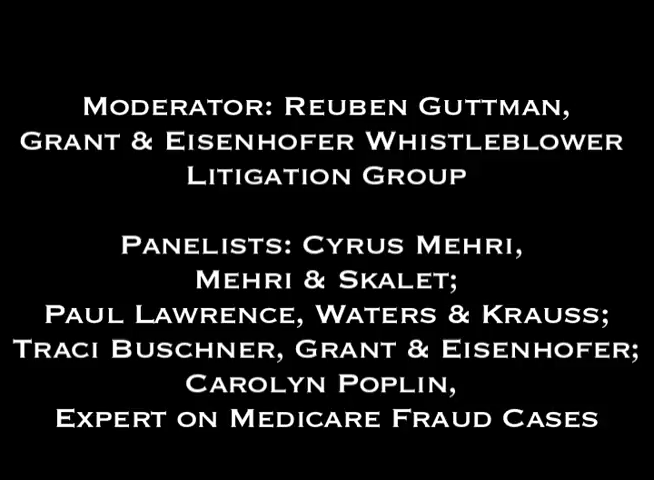 Moderator: Reuben Guttman,
Grant & Eisenhofer Whistleblower
Litigation Group
Panelists: Cyrus Mehri,
Mehri & Skalet;
Paul Lawrence, Waters & Krauss;
Traci Buschner, Grant & Eisenhofer;
Carolyn Poplin,
Expert on Medicare Fraud Cases